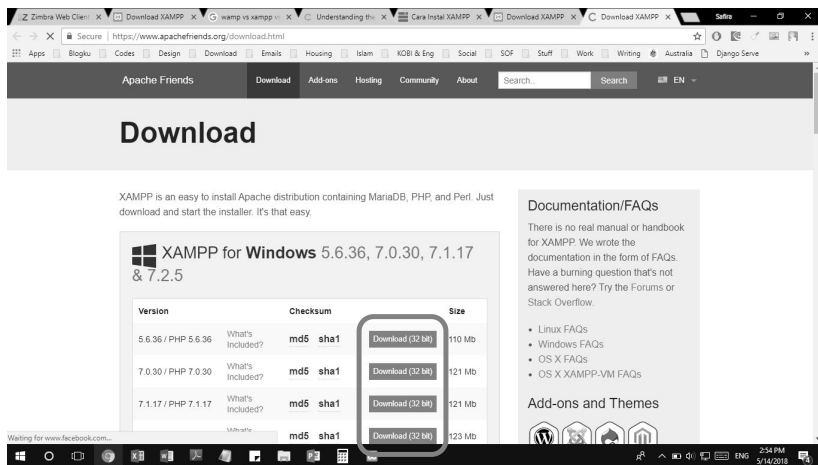 Zimbra Web Client
Download XAMPP
wamp vs xampp vs
Understanding the
Cara Instal XAMPP
Download XAMPP
Download XAMPP
Safira
Secure
https://www.apachefriends.org/download.html
Apps Blogku Codes Design Download Emails Housing Islam KOBI & Eng Social SOF Stuff Work Writing Australia Django Serve
Apache Friends Download Add-ons Hosting Community About Search.. Search EN
Download
XAMPP is an easy to install Apache distribution containing MariaDB, PHP, and Perl. Just
download and start the installer. It's that easy.
XAMPP for Windows 5.6.36, 7.0.30, 7.1.17
& 7.2.5
Version Checksum Size
5.6.36 / PHP 5.6.36 What's Included? md5 sha1 Download (32 bit) 110 Mb
7.0.30 / PHP 7.0.30 What's Included? md5 sha1 Download (32 bit) 121 Mb
7.1.17 / PHP 7.1.17 What's Included? md5 sha1 Download (32 bit) 121 Mb
What's md5 sha1 Download (32 bit) 123 Mb
Documentation/FAQs
There is no real manual or handbook
for XAMPP. We wrote the
documentation in the form of FAQs.
Have a burning question that's not
answered here? Try the Forums or
Stack Overflow.
• Linux FAQs
• Windows FAQs
• OS X FAQs
• OS X XAMPP-VM FAQs
Add-ons and Themes
Waiting for www.facebook.com...
ENG
2:54 PM
5/14/2018